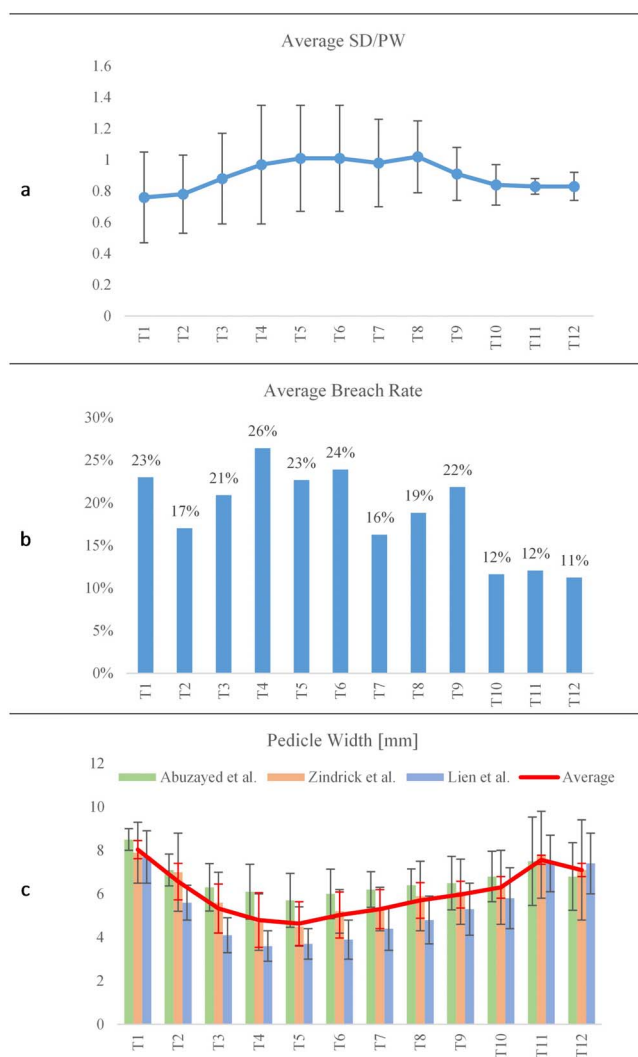 Average SD/PW
1.6
1.4
1.2
1
0.8
0.6
0.4
0.2
0
a
T1 T2 T3 T4 T5 T6 T7 T8 T9 T10 T11 T12
Average Breach Rate
30%
25%
20%
15%
10%
5%
0%
23% 17% 21% 26% 23% 24% 16% 19% 22% 12% 12% 11%
b
T1 T2 T3 T4 T5 T6 T7 T8 T9 T10 T11 T12
Pedicle Width [mm]
Abuzayed et al. Zindrick et al. Lien et al. Average
12
10
8
6
4
2
0
c
T1 T2 T3 T4 T5 T6 T7 T8 T9 T10 T11 T12